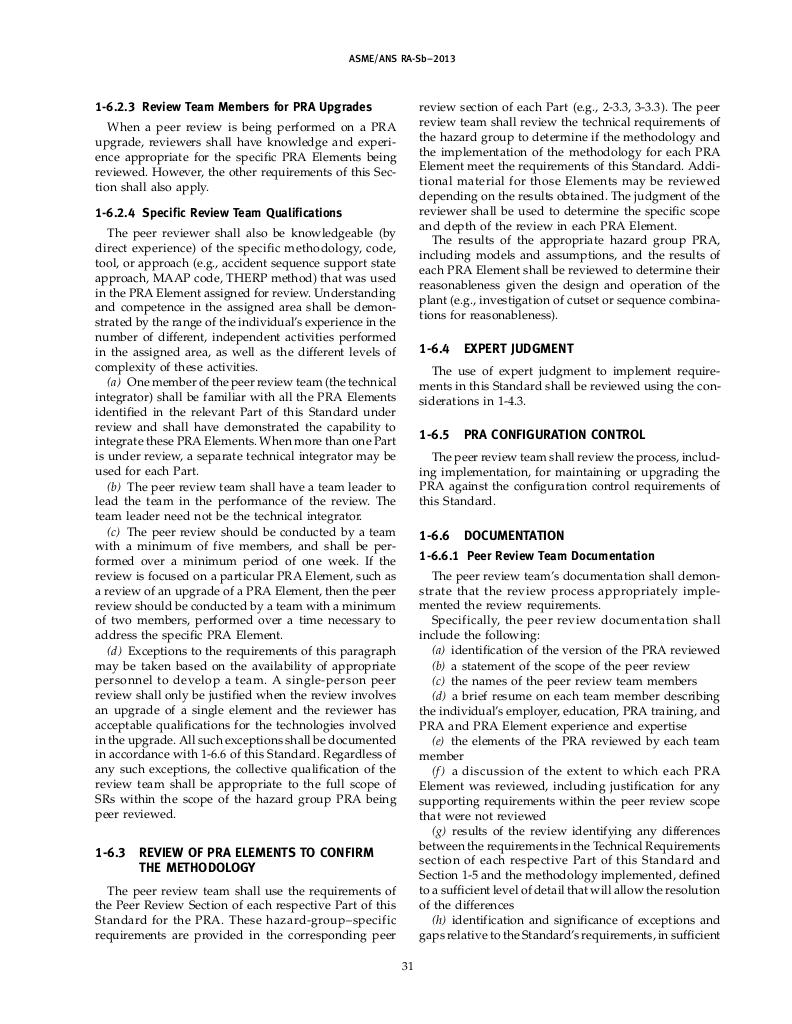 ASME/ANS RA-Sb–2013
1-6.2.3 Review Team Members for PRA Upgrades
When a peer review is being performed on a PRA
upgrade, reviewers shall have knowledge and experi-
ence appropriate for the specific PRA Elements being
reviewed. However, the other requirements of this Sec-
tion shall also apply.
1-6.2.4 Specific Review Team Qualifications
The peer reviewer shall also be knowledgeable (by
direct experience) of the specific methodology, code,
tool, or approach (e.g., accident sequence support state
approach, MAAP code, THERP method) that was used
in the PRA Element assigned for review. Understanding
and competence in the assigned area shall be demon-
strated by the range of the individual's experience in the
number of different, independent activities performed
in the assigned area, as well as the different levels of
complexity of these activities.
(a) One member of the peer review team (the technical
integrator) shall be familiar with all the PRA Elements
identified in the relevant Part of this Standard under
review and shall have demonstrated the capability to
integrate these PRA Elements. When more than one Part
is under review, a separate technical integrator may be
used for each Part.
(b) The peer review team shall have a team leader to
lead the team in the performance of the review. The
team leader need not be the technical integrator.
(c) The peer review should be conducted by a team
with a minimum of five members, and shall be per-
formed over a minimum period of one week. If the
review is focused on a particular PRA Element, such as
a review of an upgrade of a PRA Element, then the peer
review should be conducted by a team with a minimum
of two members, performed over a time necessary to
address the specific PRA Element.
(d) Exceptions to the requirements of this paragraph
may be taken based on the availability of appropriate
personnel to develop a team. A single-person peer
review shall only be justified when the review involves
an upgrade of a single element and the reviewer has
acceptable qualifications for the technologies involved
in the upgrade. All such exceptions shall be documented
in accordance with 1-6.6 of this Standard. Regardless of
any such exceptions, the collective qualification of the
review team shall be appropriate to the full scope of
SRs within the scope of the hazard group PRA being
peer reviewed.
1-6.3 REVIEW OF PRA ELEMENTS TO CONFIRM
THE METHODOLOGY
The peer review team shall use the requirements of
the Peer Review Section of each respective Part of this
Standard for the PRA. These hazard-group–specific
requirements are provided in the corresponding peer
review section of each Part (e.g., 2-3.3, 3-3.3). The peer
review team shall review the technical requirements of
the hazard group to determine if the methodology and
the implementation of the methodology for each PRA
Element meet the requirements of this Standard. Addi-
tional material for those Elements may be reviewed
depending on the results obtained. The judgment of the
reviewer shall be used to determine the specific scope
and depth of the review in each PRA Element.
The results of the appropriate hazard group PRA,
including models and assumptions, and the results of
each PRA Element shall be reviewed to determine their
reasonableness given the design and operation of the
plant (e.g., investigation of cutset or sequence combina-
tions for reasonableness).
1-6.4 EXPERT JUDGMENT
The use of expert judgment to implement require-
ments in this Standard shall be reviewed using the con-
siderations in 1-4.3.
1-6.5 PRA CONFIGURATION CONTROL
The peer review team shall review the process, includ-
ing implementation, for maintaining or upgrading the
PRA against the configuration control requirements of
this Standard.
1-6.6 DOCUMENTATION
1-6.6.1 Peer Review Team Documentation
The peer review team's documentation shall demon-
strate that the review process appropriately imple-
mented the review requirements.
Specifically, the peer review documentation shall
include the following:
(a) identification of the version of the PRA reviewed
(b) a statement of the scope of the peer review
(c) the names of the peer review team members
(d) a brief resume on each team member describing
the individual's employer, education, PRA training, and
PRA and PRA Element experience and expertise
(e) the elements of the PRA reviewed by each team
member
(f) a discussion of the extent to which each PRA
Element was reviewed, including justification for any
supporting requirements within the peer review scope
that were not reviewed
(g) results of the review identifying any differences
between the requirements in the Technical Requirements
section of each respective Part of this Standard and
Section 1-5 and the methodology implemented, defined
to a sufficient level of detail that will allow the resolution
of the differences
(h) identification and significance of exceptions and
gaps relative to the Standard's requirements, in sufficient
31